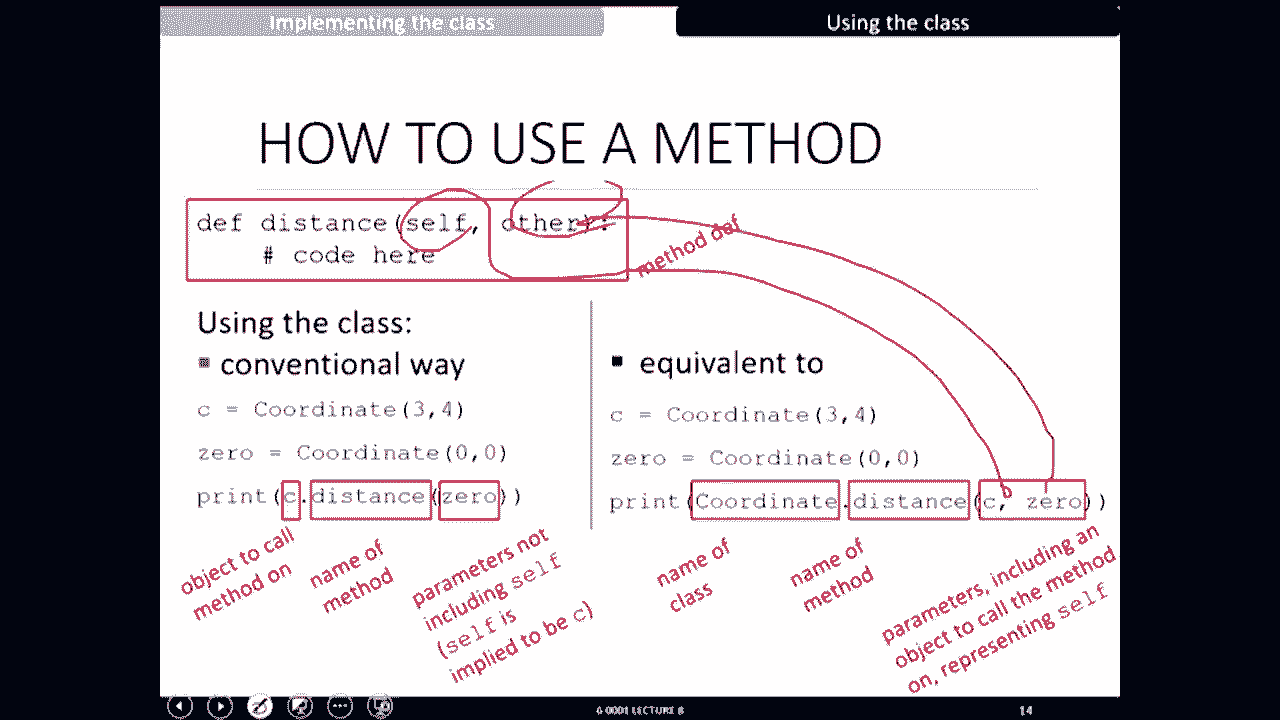 Implementing the class
Using the class
HOW TO USE A METHOD
def distance(self, other):
# code here
method def
Using the class:
▪ conventional way
c = Coordinate(3,4)
zero = Coordinate(0,0)
print(c.distance(zero))
object to call
method on
name of
method
parameters not
including self
(self is
implied to be c)
▪ equivalent to
c = Coordinate(3,4)
zero = Coordinate(0,0)
print(Coordinate.distance(c, zero))
name of
class
name of
method
parameters, including an
object to call the method
on, representing self
6.0001 LECTURE 8
14